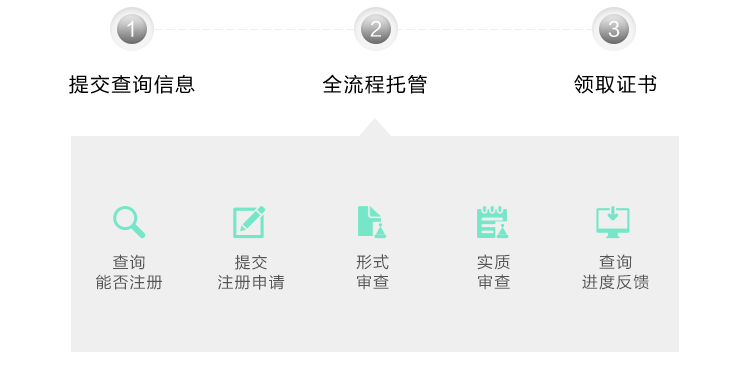 1 2 3
提交查询信息 全流程托管 领取证书
查询 提交 形式 实质 查询
能否注册 注册申请 审查 审查 进度反馈